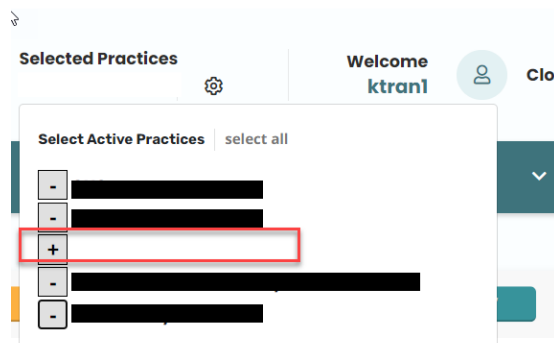 Selected Practices
Welcome
ktran1
Clo
Select Active Practices select all
-
-
+
-
-